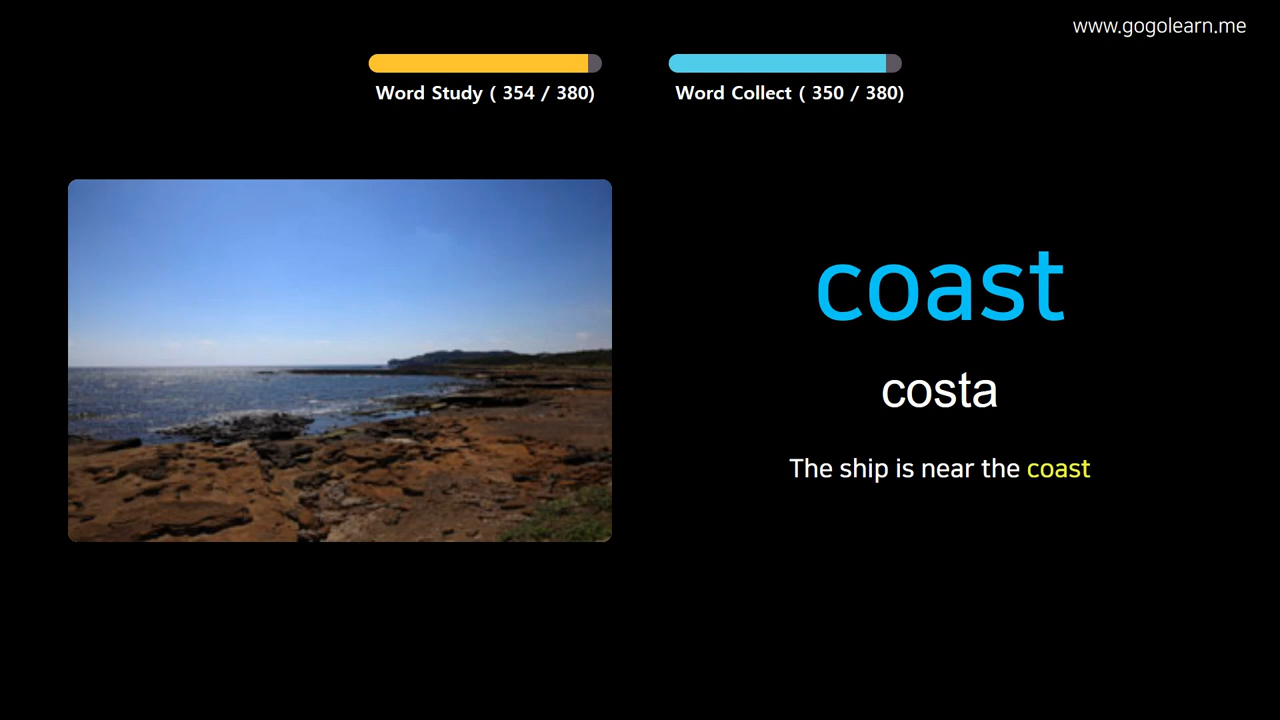 www.gogolearn.me
Word Study ( 354 / 380)
Word Collect ( 350 / 380)
coast
costa
The ship is near the coast